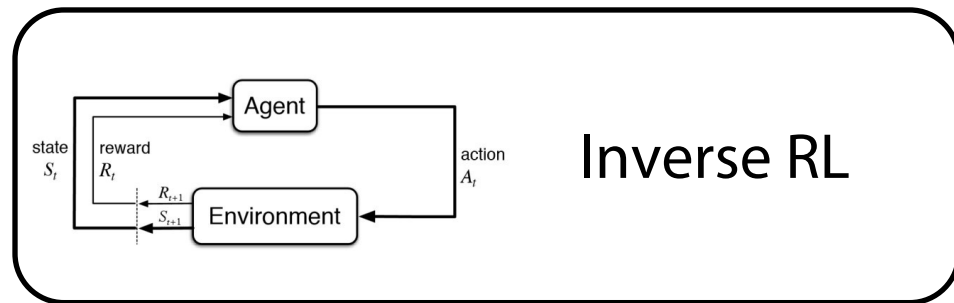 Agent
state
S_t
reward
R_t
action
A_t
R_{t+1}
S_{t+1}
Environment
Inverse RL